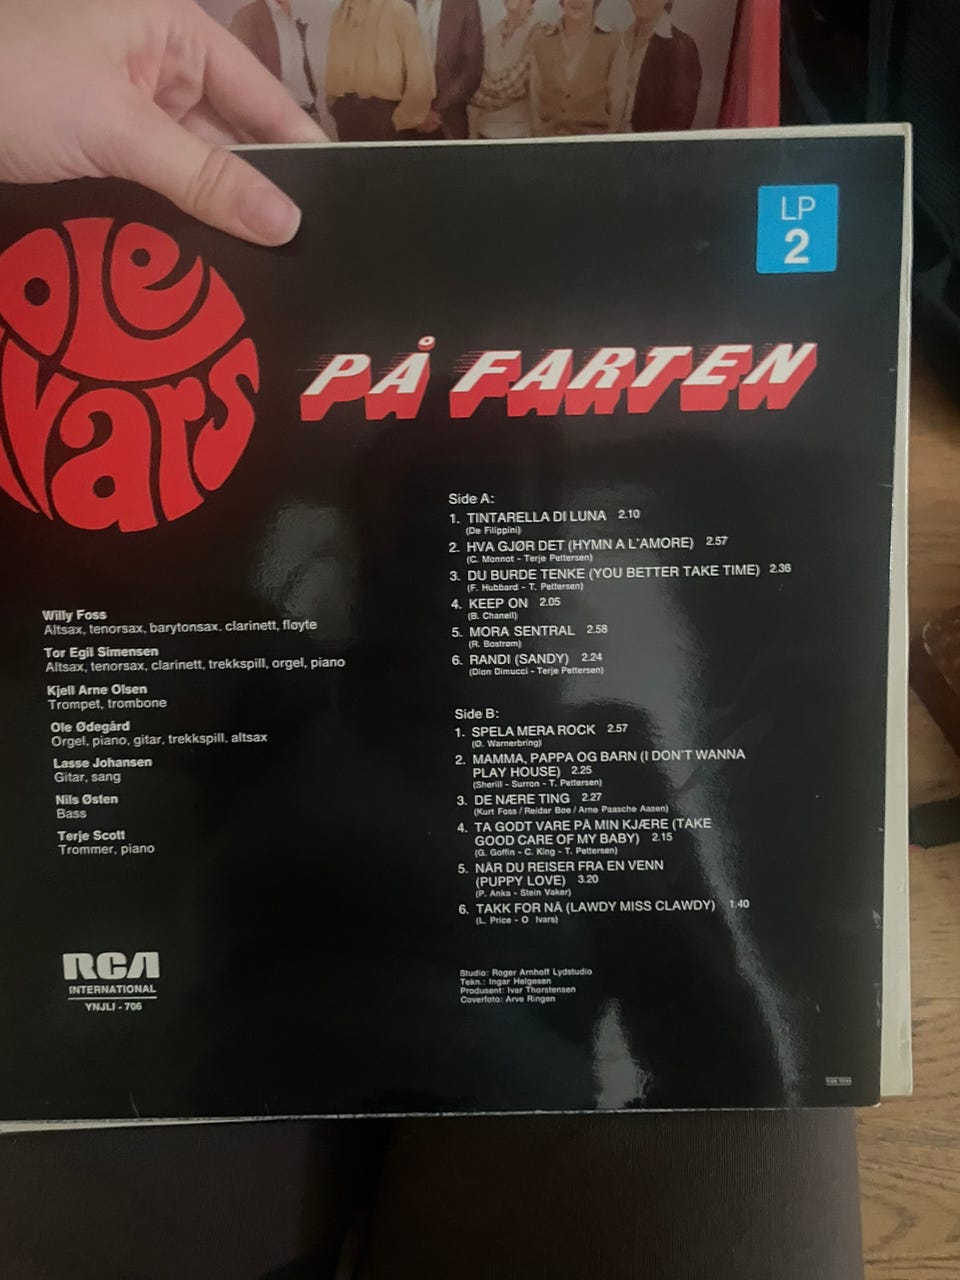 LP
2
ole
ivars
PÅ FARTEN
Side A:
1. TINTARELLA DI LUNA 2.10
(De Filippini)
2. HVA GJØR DET (HYMN A L'AMORE) 2.57
(C. Monnot - Terje Pettersen)
3. DU BURDE TENKE (YOU BETTER TAKE TIME) 2.36
(F. Hubbard - T. Pettersen)
4. KEEP ON 2.05
(B. Chanell)
5. MORA SENTRAL 2.58
(R. Bostrøm)
6. RANDI (SANDY) 2.24
(Dion Dimucci - Terje Pettersen)
Side B:
1. SPELA MERA ROCK 2.57
(Ø. Warnerbring)
2. MAMMA, PAPPA OG BARN (I DON'T WANNA
PLAY HOUSE) 2.25
(Sherill - Surron - T. Pettersen)
3. DE NÆRE TING 2.27
(Kurt Foss / Reidar Bøe / Arne Paasche Aasen)
4. TA GODT VARE PÅ MIN KJÆRE (TAKE
GOOD CARE OF MY BABY) 2.15
(G. Goffin - C. King - T. Pettersen)
5. NÅR DU REISER FRA EN VENN
(PUPPY LOVE) 3.20
(P. Anka - Stein Vaker)
6. TAKK FOR NÅ (LAWDY MISS CLAWDY) 1.40
(L. Price - O Ivars)
Willy Foss
Altsax, tenorsax, barytonsax, clarinett, fløyte
Tor Egil Simensen
Altsax, tenorsax, clarinett, trekkspill, orgel, piano
Kjell Arne Olsen
Trompet, trombone
Ole Ødegård
Orgel, piano, gitar, trekkspill, altsax
Lasse Johansen
Gitar, sang
Nils Østen
Bass
Terje Scott
Trommer, piano
RCA
INTERNATIONAL
YNJLI - 706
Studio: Roger Arnhoff Lydstudio
Tekn.: Ingar Helgesen
Produsent: Ivar Thorstensen
Coverfoto: Arve Ringen